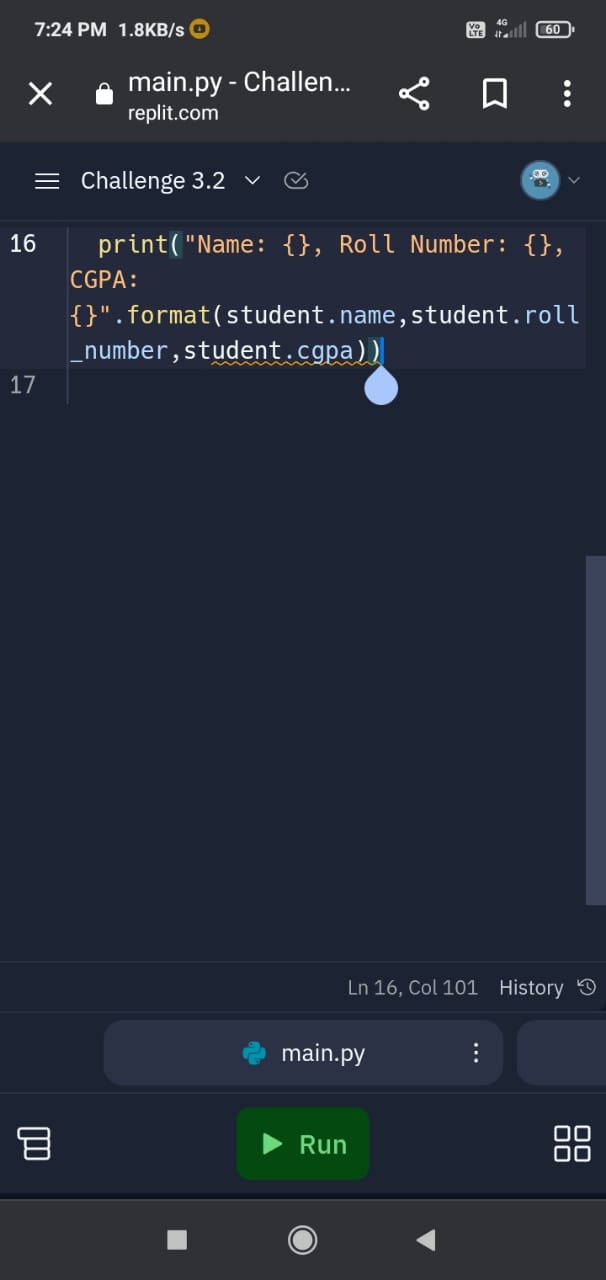 7:24 PM 1.8KB/s Vo LTE 4G 60
main.py - Challen...
replit.com
Challenge 3.2
16 print("Name: {}, Roll Number: {},
CGPA:
{}".format(student.name,student.roll
_number,student.cgpa))
17
Ln 16, Col 101 History
main.py
Run